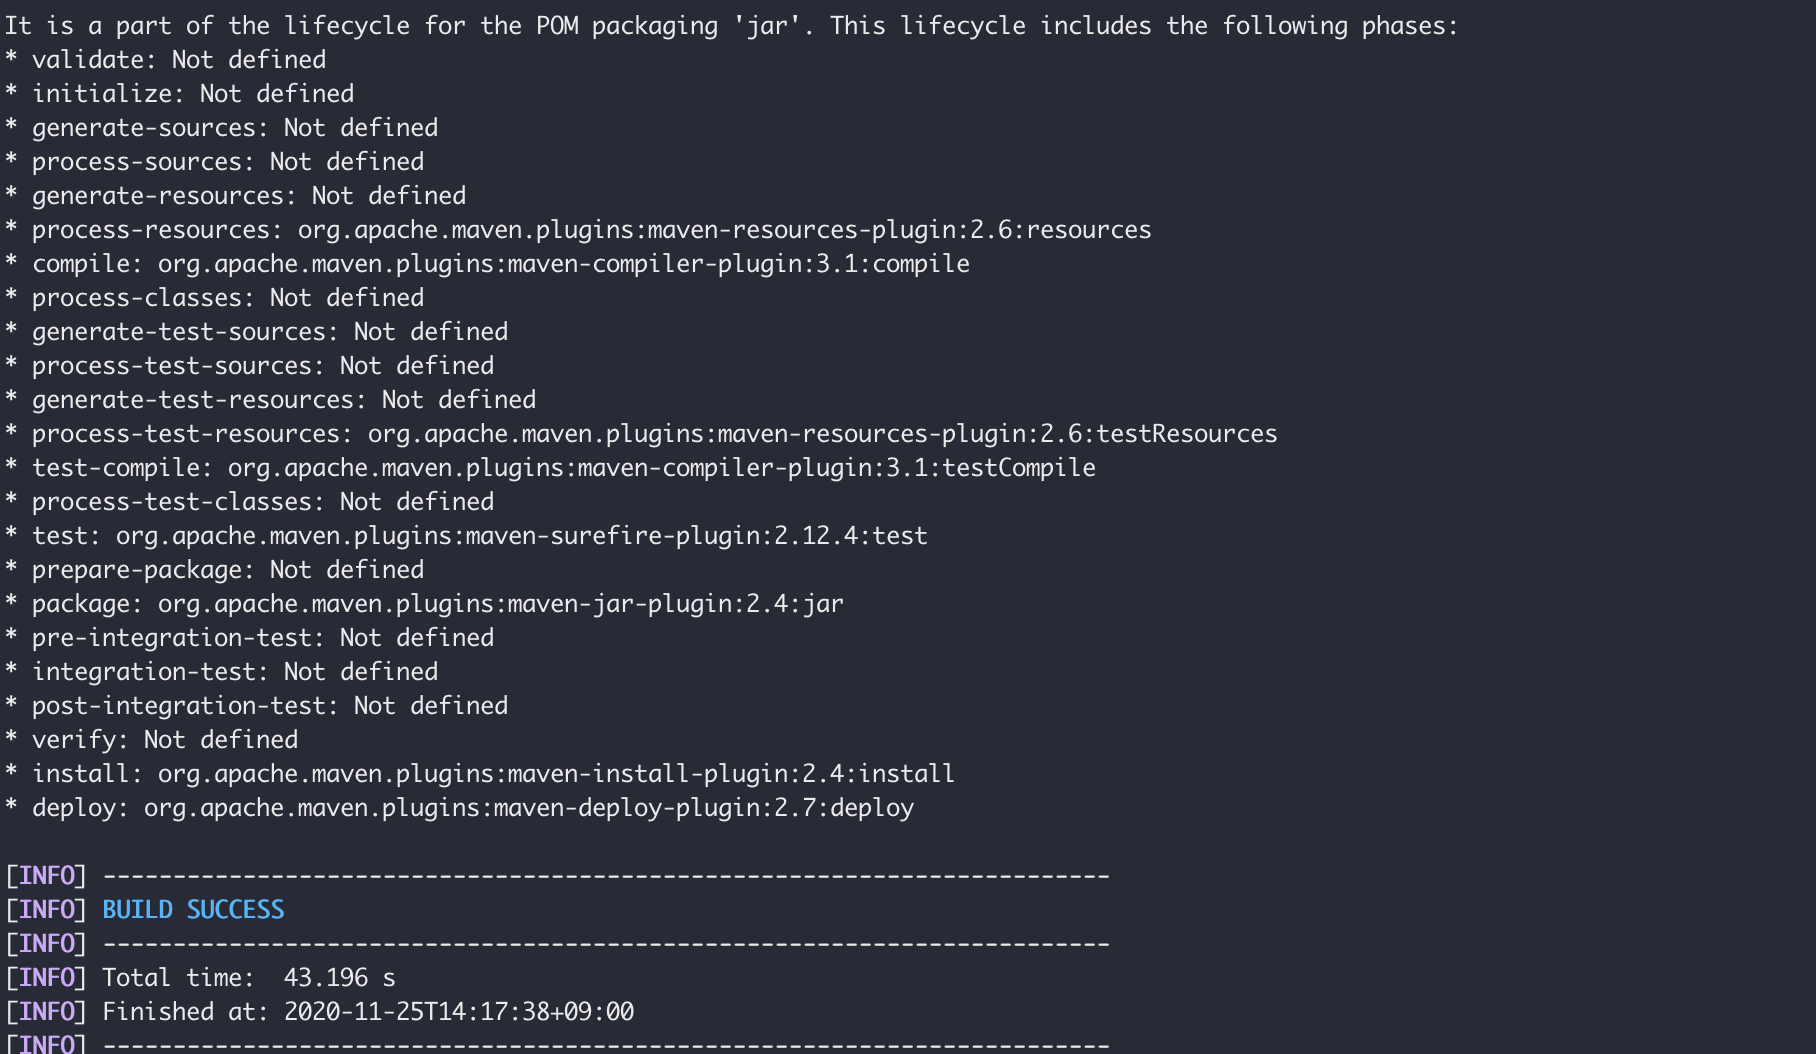 It is a part of the lifecycle for the POM packaging 'jar'. This lifecycle includes the following phases:
* validate: Not defined
* initialize: Not defined
* generate-sources: Not defined
* process-sources: Not defined
* generate-resources: Not defined
* process-resources: org.apache.maven.plugins:maven-resources-plugin:2.6:resources
* compile: org.apache.maven.plugins:maven-compiler-plugin:3.1:compile
* process-classes: Not defined
* generate-test-sources: Not defined
* process-test-sources: Not defined
* generate-test-resources: Not defined
* process-test-resources: org.apache.maven.plugins:maven-resources-plugin:2.6:testResources
* test-compile: org.apache.maven.plugins:maven-compiler-plugin:3.1:testCompile
* process-test-classes: Not defined
* test: org.apache.maven.plugins:maven-surefire-plugin:2.12.4:test
* prepare-package: Not defined
* package: org.apache.maven.plugins:maven-jar-plugin:2.4:jar
* pre-integration-test: Not defined
* integration-test: Not defined
* post-integration-test: Not defined
* verify: Not defined
* install: org.apache.maven.plugins:maven-install-plugin:2.4:install
* deploy: org.apache.maven.plugins:maven-deploy-plugin:2.7:deploy
[INFO] ------------------------------------------------------------------------
[INFO] BUILD SUCCESS
[INFO] ------------------------------------------------------------------------
[INFO] Total time:  43.196 s
[INFO] Finished at: 2020-11-25T14:17:38+09:00
[INFO] ------------------------------------------------------------------------